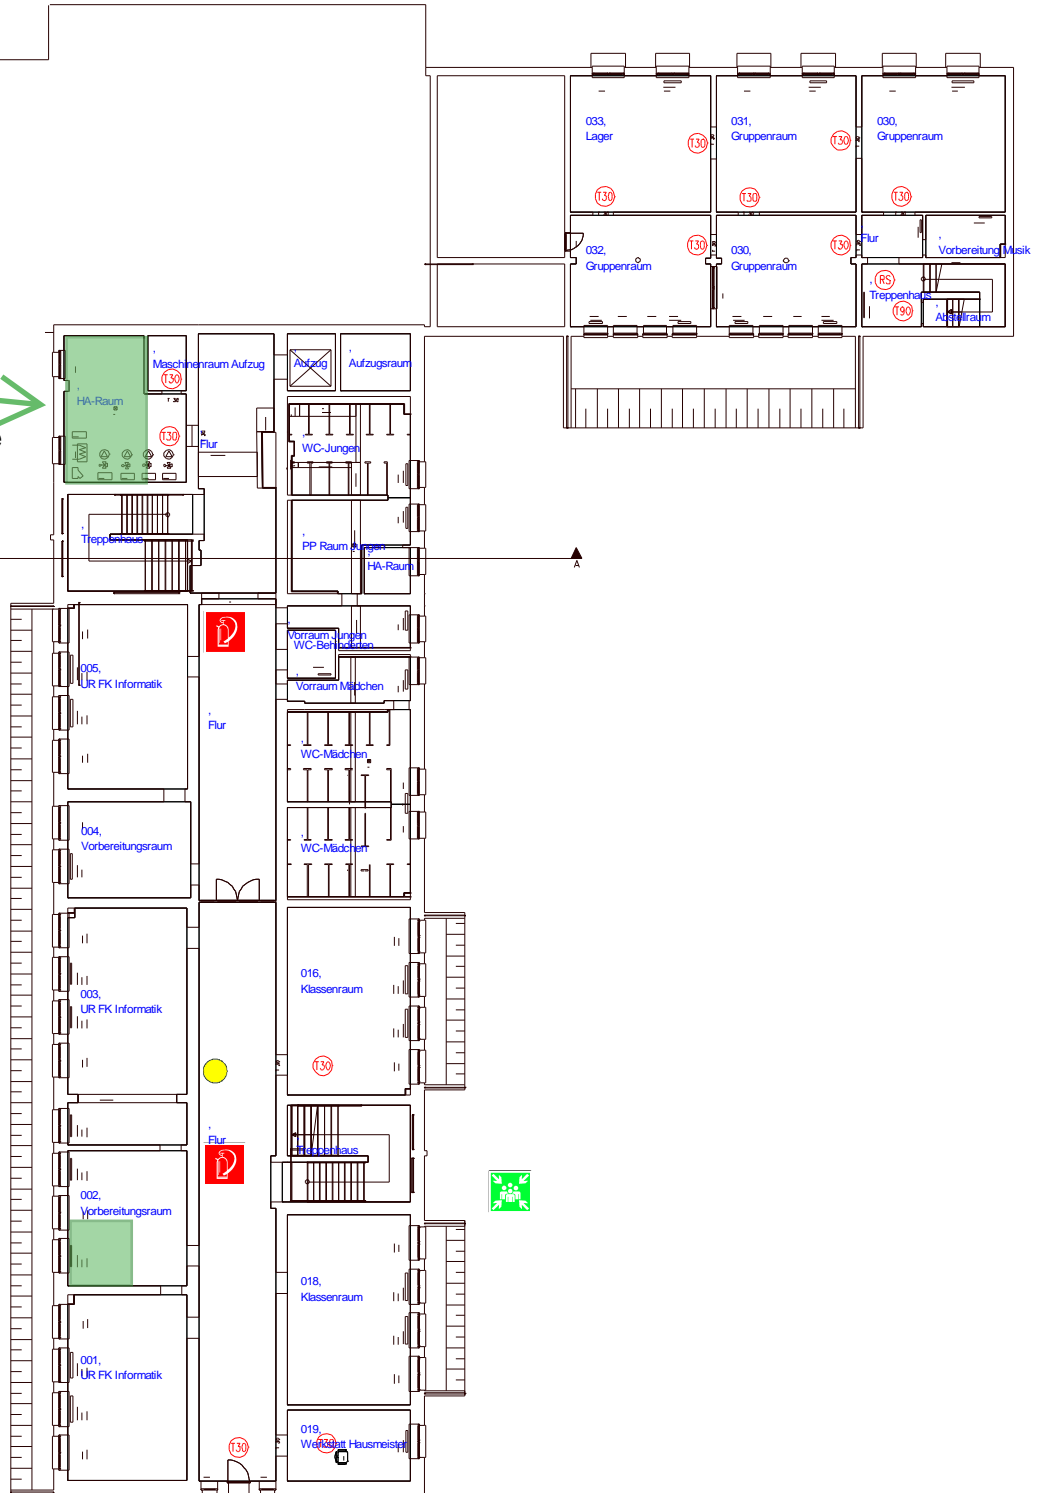 033,
Lager
031,
Gruppenraum
030,
Gruppenraum
T30
T30
T30
T30
T30
032,
Gruppenraum
T30
030,
Gruppenraum
T30
,
Flur
,
Vorbereitung Musik
RS
,
Treppenhaus
T90
,
Abstellraum
,
Maschinenraum Aufzug
T30
,
Aufzug
,
Aufzugsraum
,
HA-Raum
T 30
T30
Flur
,
WC-Jungen
,
Treppenhaus
,
PP Raum Jungen
,
HA-Raum
A
,
Vorraum Jungen
WC-Behinderten
,
Vorraum Mädchen
005,
UR FK Informatik
,
Flur
,
WC-Mädchen
004,
Vorbereitungsraum
,
WC-Mädchen
016,
Klassenraum
003,
UR FK Informatik
T30
,
Flur
Treppenhaus
002,
Vorbereitungsraum
018,
Klassenraum
001,
UR FK Informatik
019,
Werkstatt Hausmeister
T30
T30